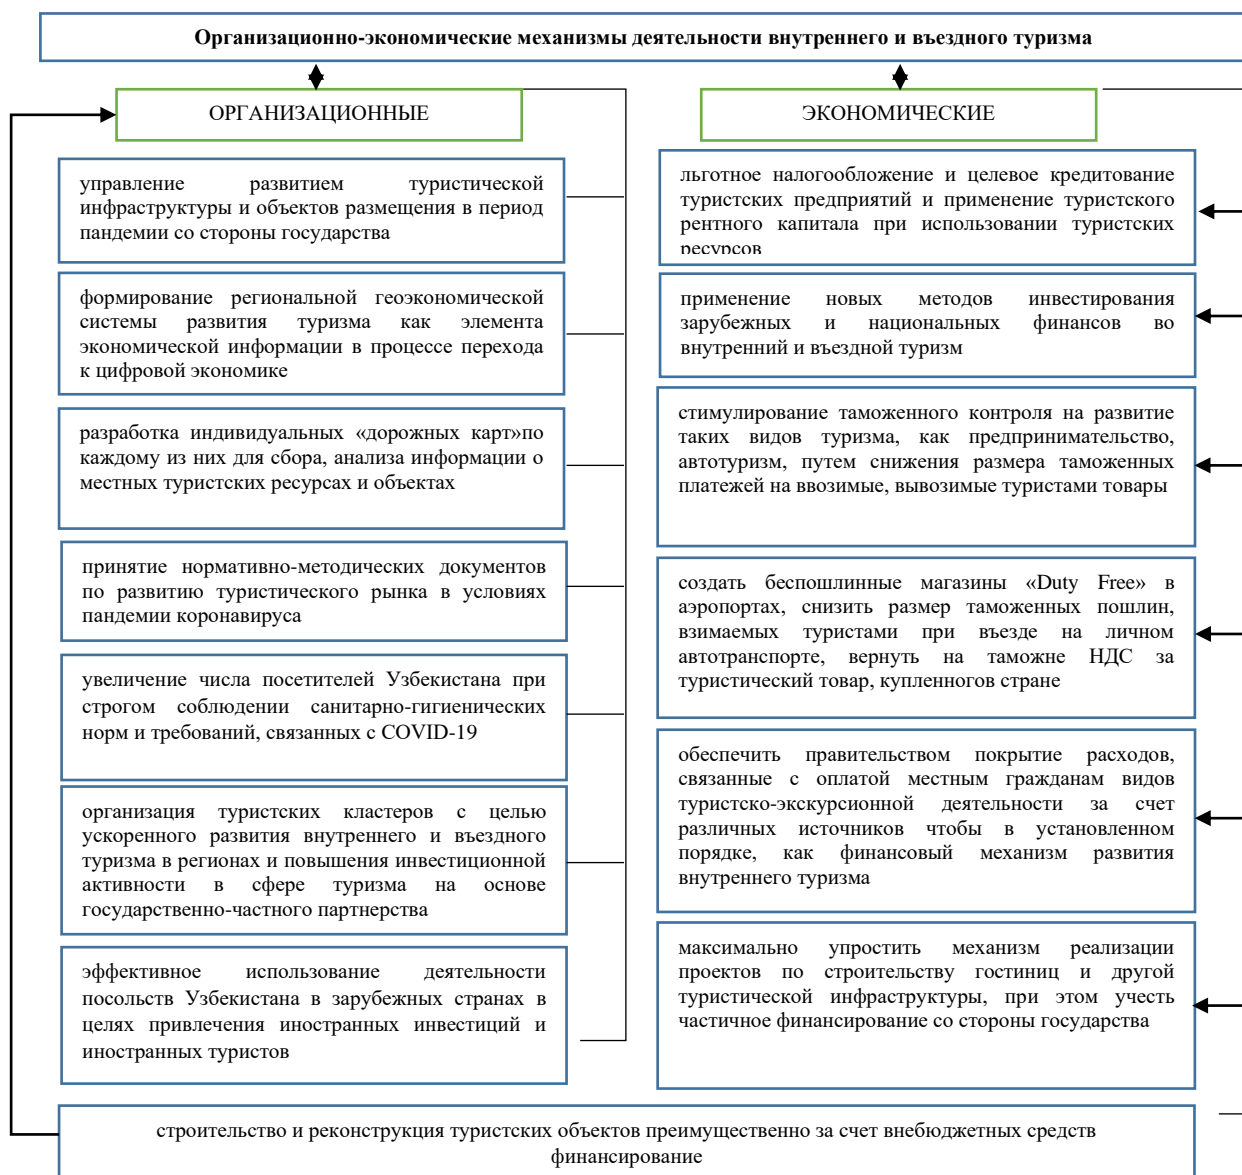 Организационно-экономические механизмы деятельности внутреннего и въездного туризма
ОРГАНИЗАЦИОННЫЕ
управление развитием туристической
инфраструктуры и объектов размещения в период
пандемии со стороны государства
формирование региональной геоэкономической
системы развития туризма как элемента
экономической информации в процессе перехода
к цифровой экономике
разработка индивидуальных «дорожных карт»по
каждому из них для сбора, анализа информации о
местных туристских ресурсах и объектах
принятие нормативно-методических документов
по развитию туристического рынка в условиях
пандемии коронавируса
увеличение числа посетителей Узбекистана при
строгом соблюдении санитарно-гигиенических
норм и требований, связанных с COVID-19
организация туристских кластеров с целью
ускоренного развития внутреннего и въездного
туризма в регионах и повышения инвестиционной
активности в сфере туризма на основе
государственно-частного партнерства
эффективное использование деятельности
посольств Узбекистана в зарубежных странах в
целях привлечения иностранных инвестиций и
иностранных туристов
ЭКОНОМИЧЕСКИЕ
льготное налогообложение и целевое кредитование
туристских предприятий и применение туристского
рентного капитала при использовании туристских
ресурсов
применение новых методов инвестирования
зарубежных и национальных финансов во
внутренний и въездной туризм
стимулирование таможенного контроля на развитие
таких видов туризма, как предпринимательство,
автотуризм, путем снижения размера таможенных
платежей на ввозимые, вывозимые туристами товары
создать беспошлинные магазины «Duty Free» в
аэропортах, снизить размер таможенных пошлин,
взимаемых туристами при въезде на личном
автотранспорте, вернуть на таможне НДС за
туристический товар, купленногов стране
обеспечить правительством покрытие расходов,
связанные с оплатой местным гражданам видов
туристско-экскурсионной деятельности за счет
различных источников чтобы в установленном
порядке, как финансовый механизм развития
внутреннего туризма
максимально упростить механизм реализации
проектов по строительству гостиниц и другой
туристической инфраструктуры, при этом учесть
частичное финансирование со стороны государства
строительство и реконструкция туристских объектов преимущественно за счет внебюджетных средств
финансирование